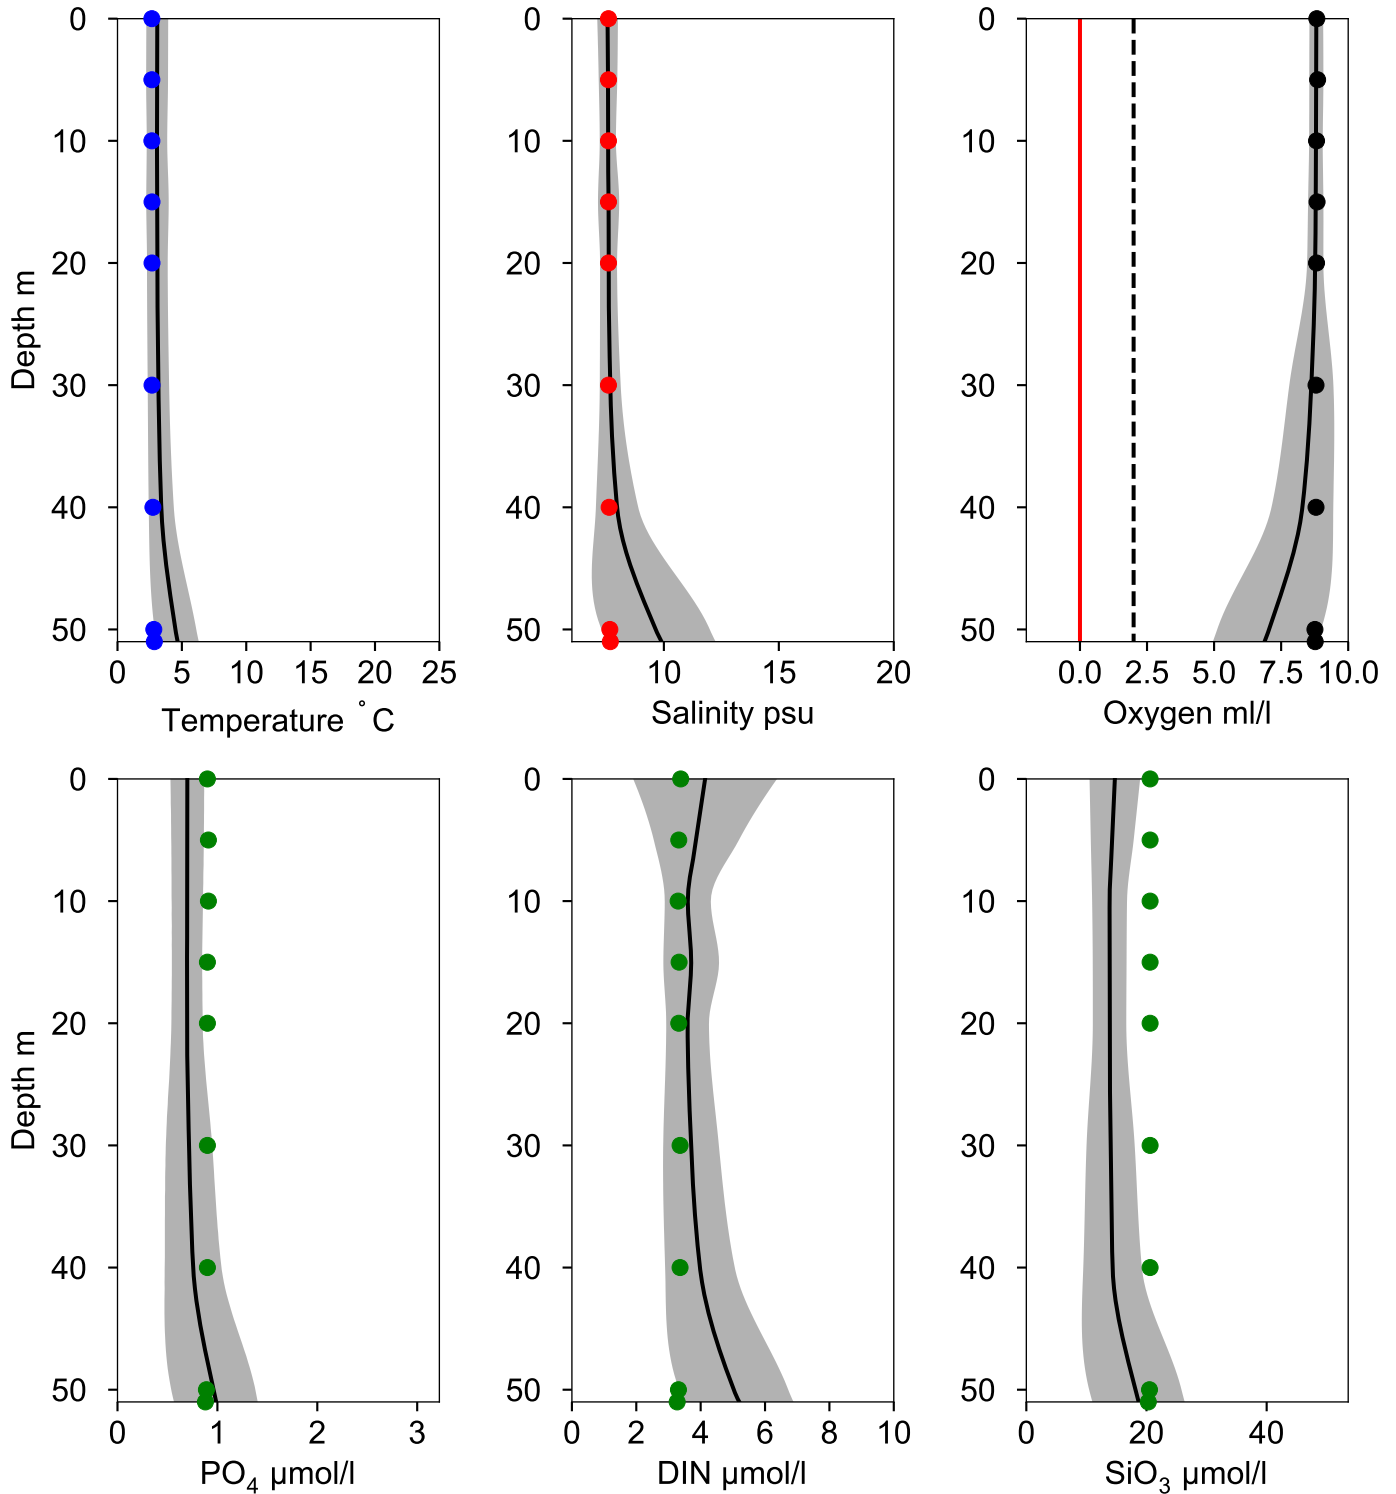 0
10
20
30
40
50
Depth m
0 5 10 15 20 25
Temperature ° C
0
10
20
30
40
50
10 15 20
Salinity psu
0
10
20
30
40
50
0.0 2.5 5.0 7.5 10.0
Oxygen ml/l
0
10
20
30
40
50
Depth m
0 1 2 3
PO₄ µmol/l
0
10
20
30
40
50
0 2 4 6 8 10
DIN µmol/l
0
10
20
30
40
50
0 20 40
SiO₃ µmol/l